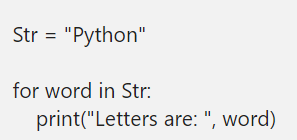 Str = "Python"
for word in Str:
    print("Letters are: ", word)